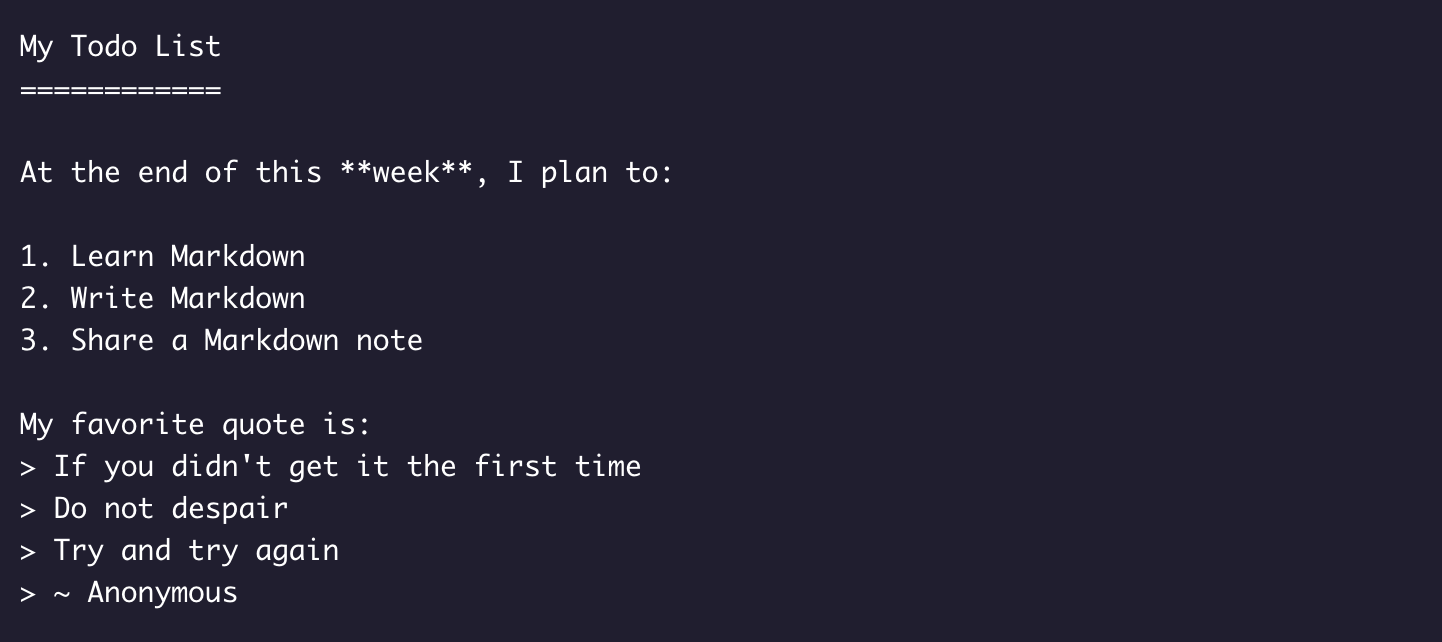 My Todo List
============
At the end of this **week**, I plan to:
1. Learn Markdown
2. Write Markdown
3. Share a Markdown note
My favorite quote is:
> If you didn't get it the first time
> Do not despair
> Try and try again
> ~ Anonymous